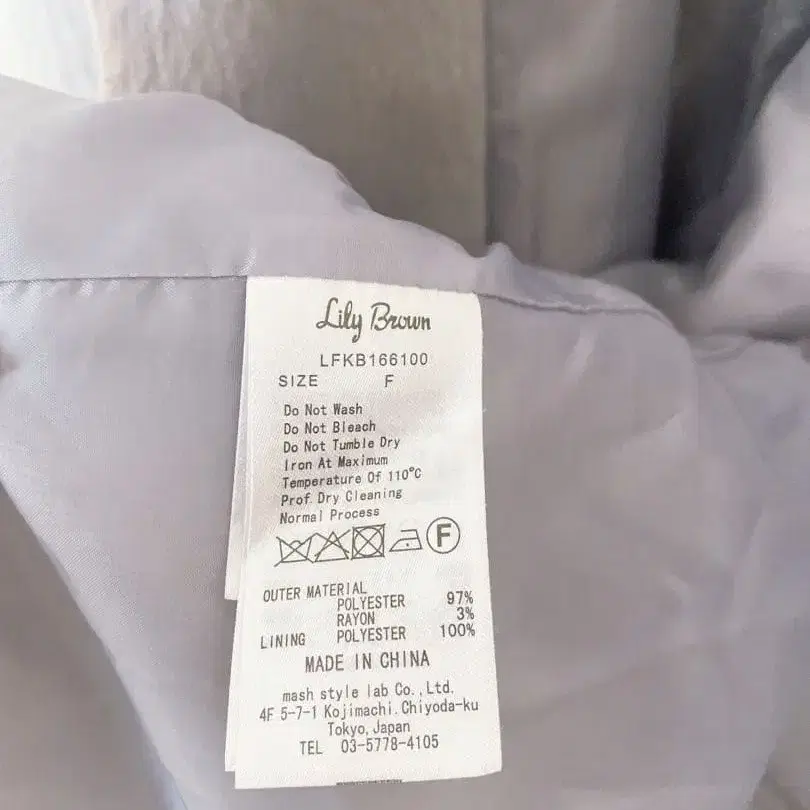 Lily Brown
LFKB166100
SIZE F
Do Not Wash
Do Not Bleach
Do Not Tumble Dry
Iron At Maximum
Temperature Of 110°C
Prof. Dry Cleaning
Normal Process
F
OUTER MATERIAL
POLYESTER 97%
RAYON 3%
LINING POLYESTER 100%
MADE IN CHINA
mash style lab Co., Ltd.
4F 5-7-1 Kojimachi. Chiyoda-ku
Tokyo, Japan
TEL 03-5778-4105